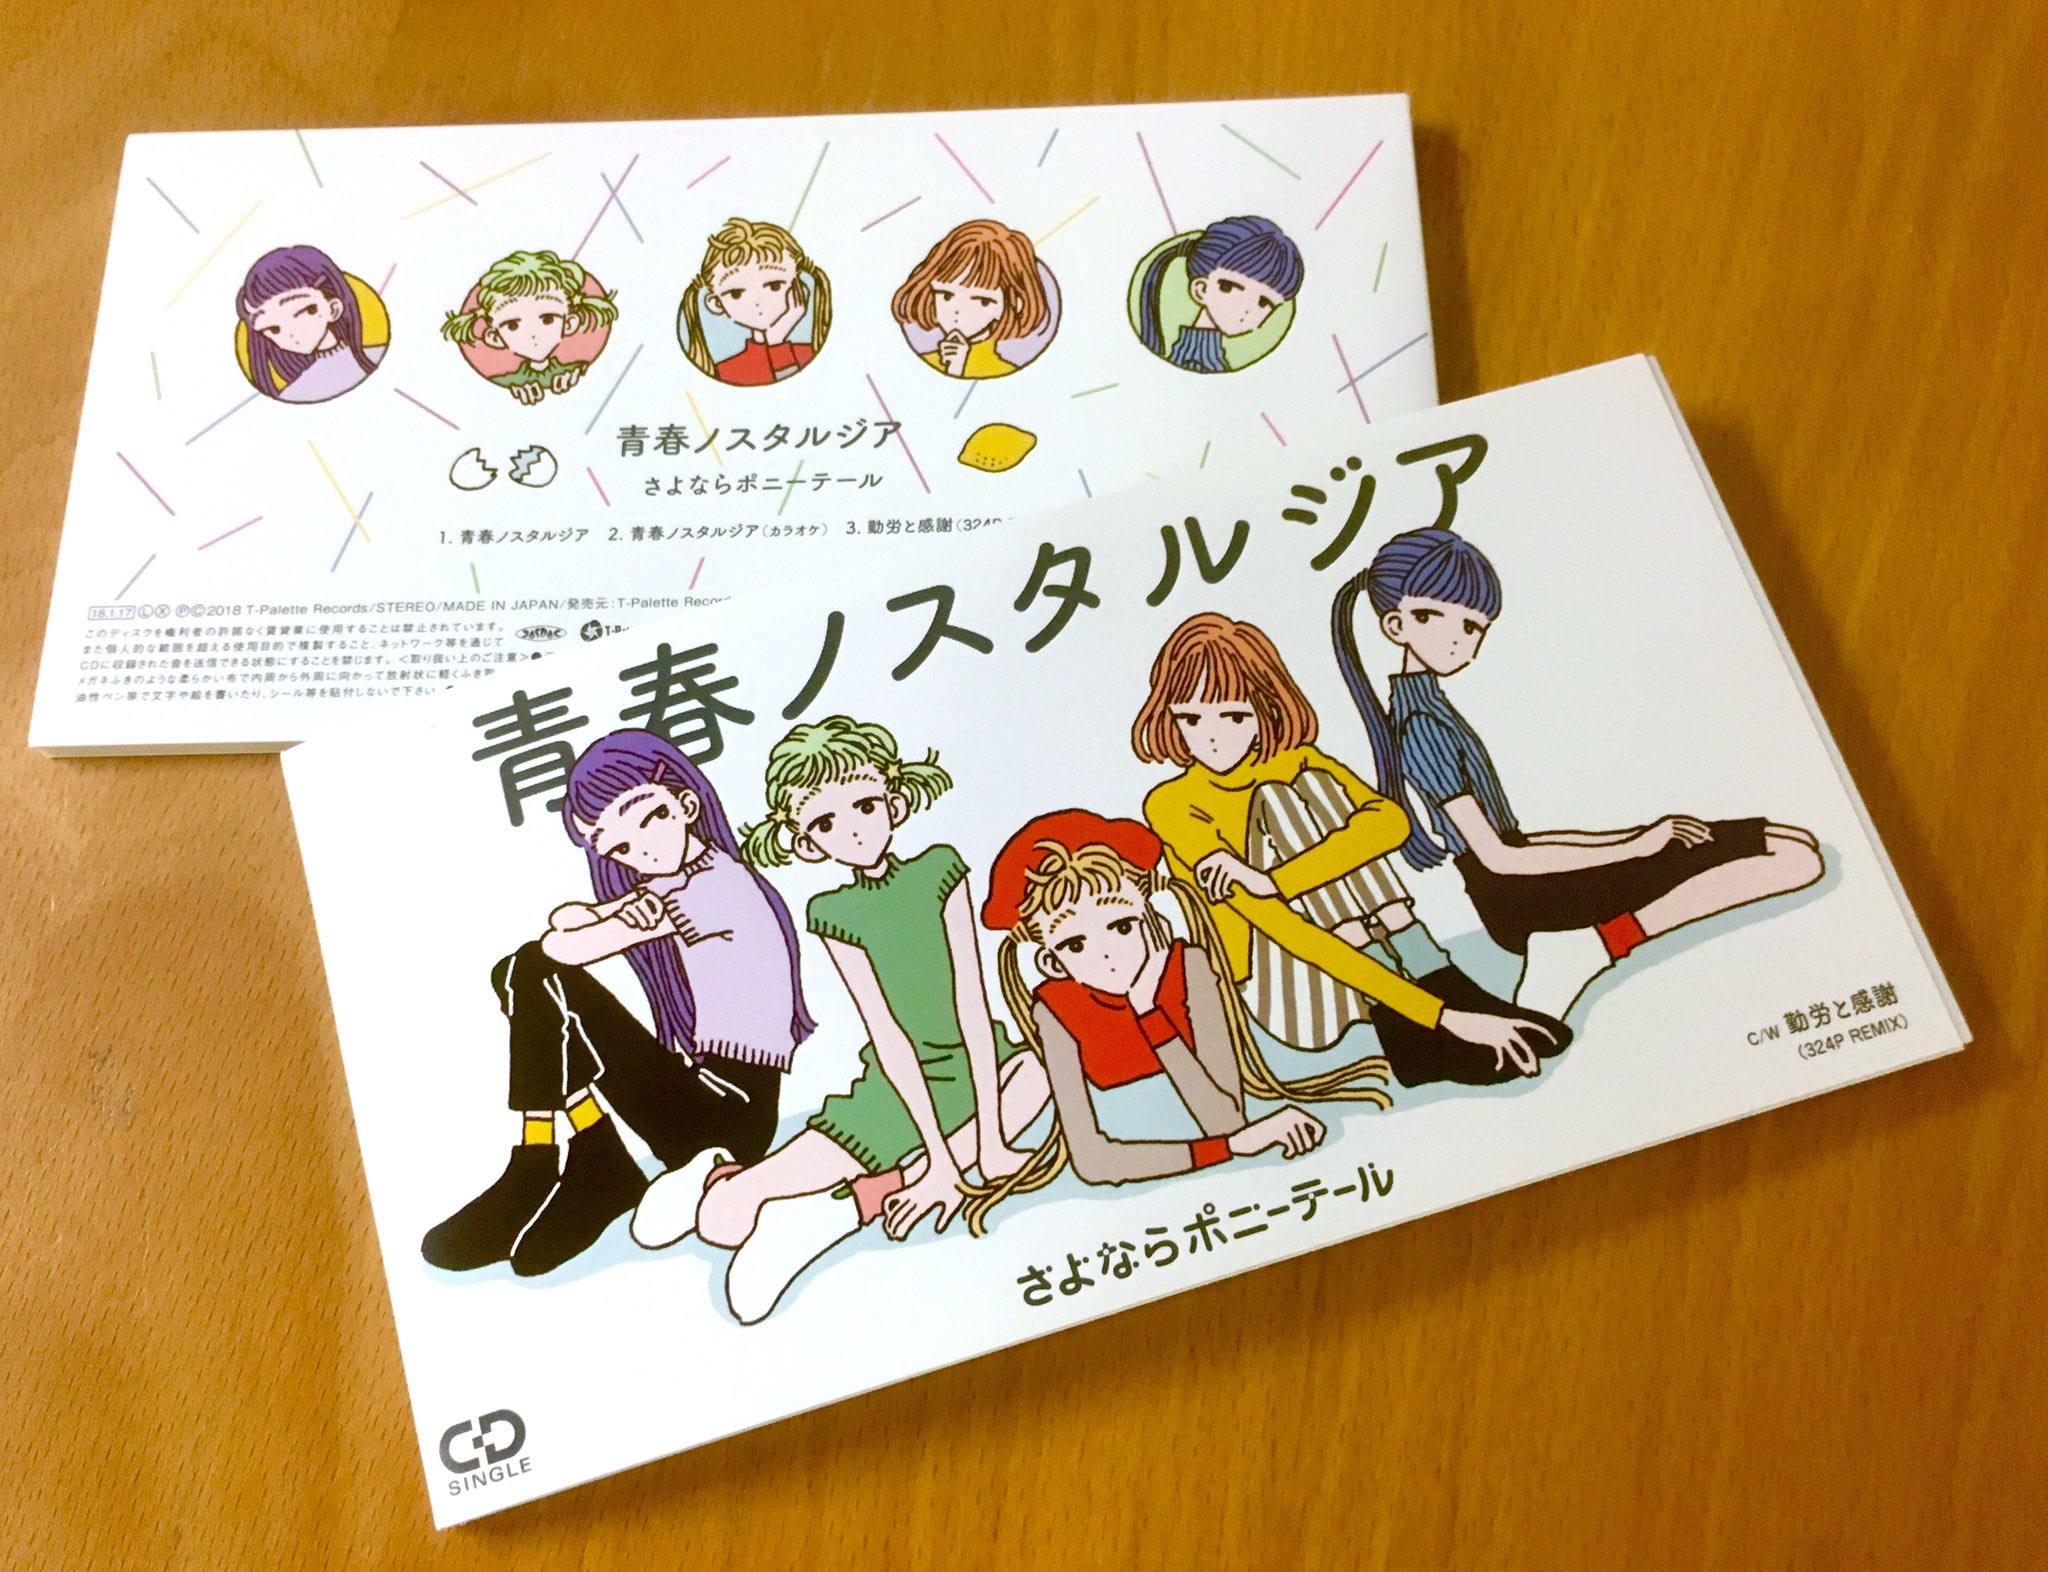 青春ノスタルジア
さよならポニーテール
1. 青春ノスタルジア 2. 青春ノスタルジア(カラオケ) 3. 勤労と感謝(324P
18.1.17 Ⓛ Ⓧ ⓅⒸ2018 T-Palette Records/STEREO/MADE IN JAPAN/発売元:T-Palette Recor
このディスクを権利者の許諾なく賃貸業に使用することは禁止されています。
また個人的な範囲を超える使用目的で複製すること、ネットワーク等を通じて
CDに収録された音を送信できる状態にすることを禁じます。<取り扱い上のご注意>●
メガネふきのような柔らかい布で内周から外周に向かって放射状に軽くふき取
油性ペン等で文字や絵を書いたり、シール等を貼付しないで下さい
JASRAC
青春ノスタルジア
C/W 勤労と感謝
(324P REMIX)
さよならポニーテール
CD
SINGLE